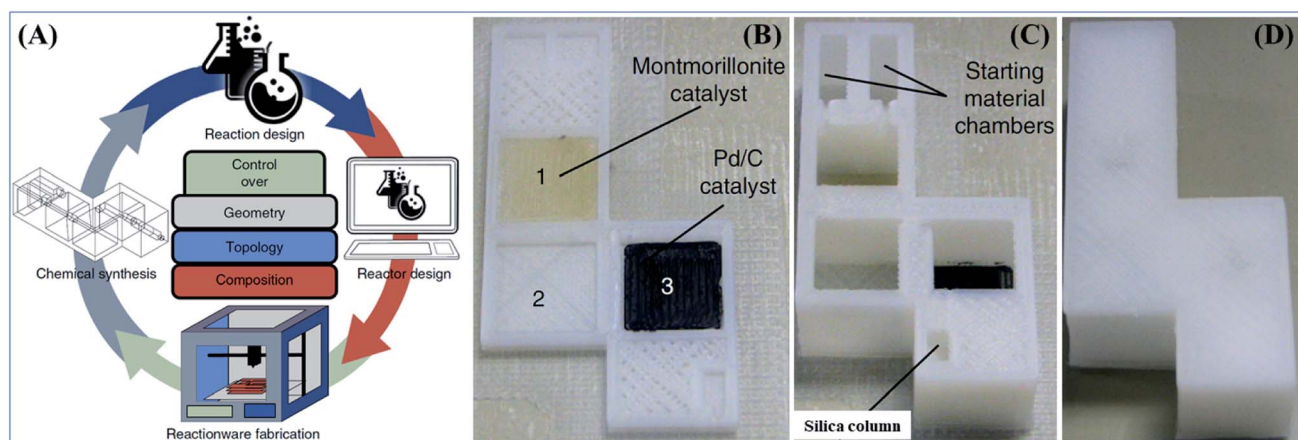 (A)
Reaction design
Control
over
Geometry
Topology
Composition
Chemical synthesis
Reactor design
Reactionware fabrication
(B)
Montmorillonite
catalyst
Pd/C
catalyst
1
2
3
(C)
Starting
material
chambers
Silica column
(D)